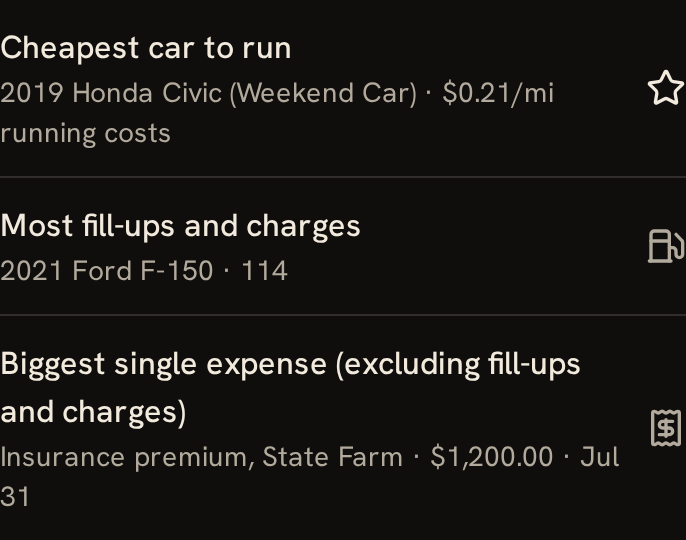 Cheapest car to run
2019 Honda Civic (Weekend Car) · $0.21/mi
running costs
Most fill-ups and charges
2021 Ford F-150 · 114
Biggest single expense (excluding fill-ups
and charges)
Insurance premium, State Farm · $1,200.00 · Jul
31